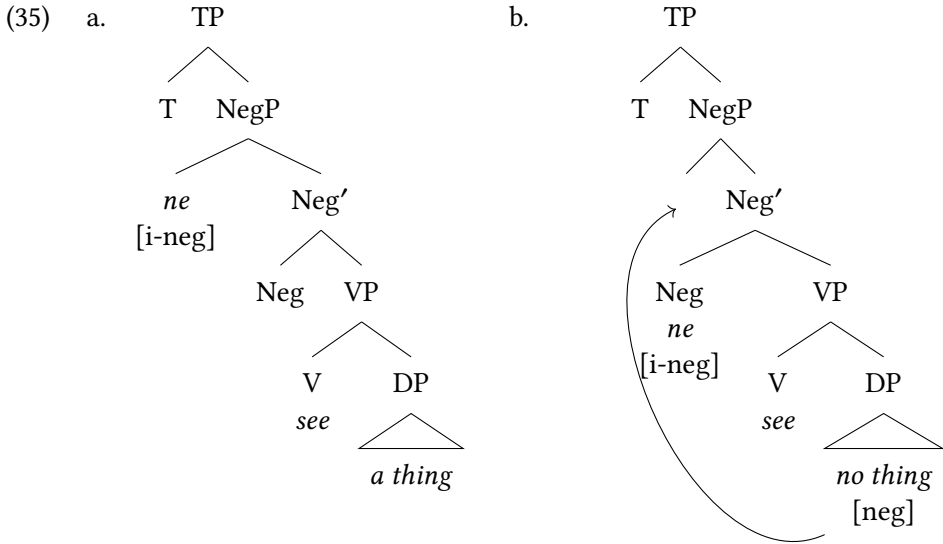 (35) a. TP b. TP
T NegP T NegP
ne Neg′ Neg′
[i-neg]
Neg VP Neg VP
ne
[i-neg]
V DP V DP
see see
a thing no thing
[neg]